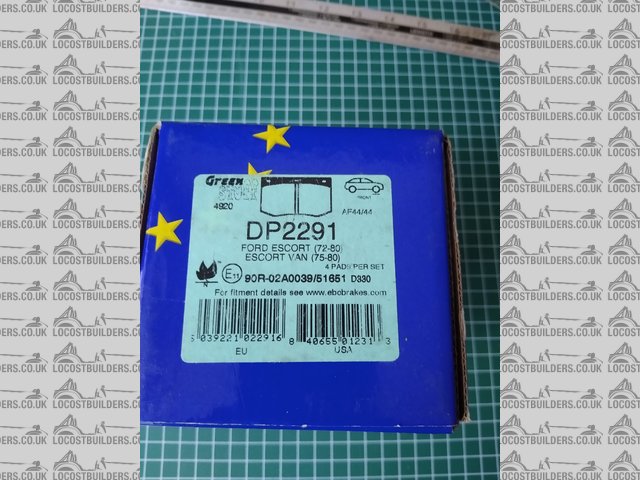 Green
4920
FRONT
AF44/44
DP2291
FORD ESCORT (72-80)
ESCORT VAN (75-80)
4 PADS PER SET
E11 90R-02A0039/51651 D330
For fitment details see www.ebcbrakes.com
5 039221 022916
EU
8 40655 01231 3
USA
LOCOSTBUILDERS.CO.UK